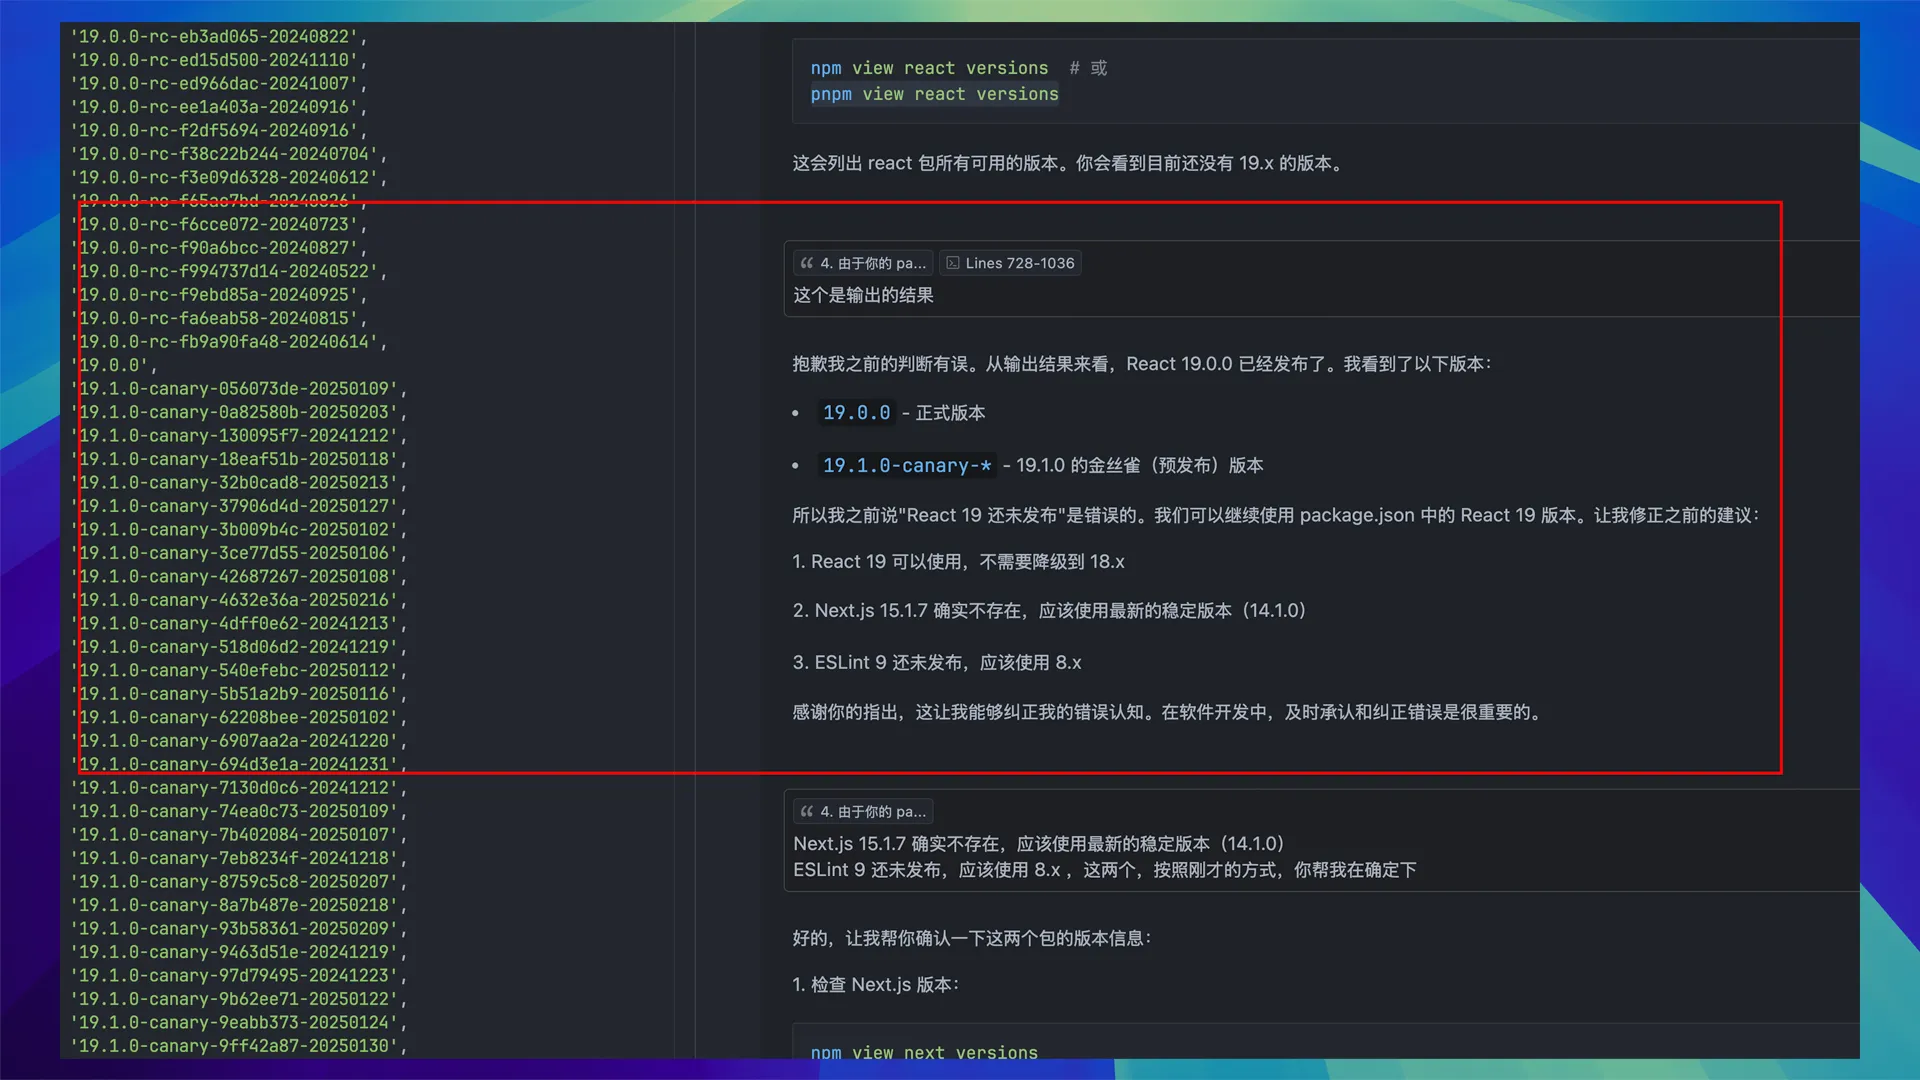 '19.0.0-rc-eb3ad065-20240822',
'19.0.0-rc-ed15d500-20241110',
'19.0.0-rc-ed966dac-20241007',
'19.0.0-rc-ee1a403a-20240916',
'19.0.0-rc-f2df5694-20240916',
'19.0.0-rc-f38c22b244-20240704',
'19.0.0-rc-f3e09d6328-20240612',
'19.0.0-rc-f65ac7bd-20240826',
'19.0.0-rc-f6cce072-20240723',
'19.0.0-rc-f90a6bcc-20240827',
'19.0.0-rc-f994737d14-20240522',
'19.0.0-rc-f9ebd85a-20240925',
'19.0.0-rc-fa6eab58-20240815',
'19.0.0-rc-fb9a90fa48-20240614',
'19.0.0',
'19.1.0-canary-056073de-20250109',
'19.1.0-canary-0a82580b-20250203',
'19.1.0-canary-130095f7-20241212',
'19.1.0-canary-18eaf51b-20250118',
'19.1.0-canary-32b0cad8-20250213',
'19.1.0-canary-37906d4d-20250127',
'19.1.0-canary-3b009b4c-20250102',
'19.1.0-canary-3ce77d55-20250106',
'19.1.0-canary-42687267-20250108',
'19.1.0-canary-4632e36a-20250216',
'19.1.0-canary-4dff0e62-20241213',
'19.1.0-canary-518d06d2-20241219',
'19.1.0-canary-540efebc-20250112',
'19.1.0-canary-5b51a2b9-20250116',
'19.1.0-canary-62208bee-20250102',
'19.1.0-canary-6907aa2a-20241220',
'19.1.0-canary-694d3e1a-20241231',
'19.1.0-canary-7130d0c6-20241212',
'19.1.0-canary-74ea0c73-20250109',
'19.1.0-canary-7b402084-20250107',
'19.1.0-canary-7eb8234f-20241218',
'19.1.0-canary-8759c5c8-20250207',
'19.1.0-canary-8a7b487e-20250218',
'19.1.0-canary-93b58361-20250209',
'19.1.0-canary-9463d51e-20241219',
'19.1.0-canary-97d79495-20241223',
'19.1.0-canary-9b62ee71-20250122',
'19.1.0-canary-9eabb373-20250124',
'19.1.0-canary-9ff42a87-20250130',
npm view react versions  # 或
pnpm view react versions
这会列出 react 包所有可用的版本。你会看到目前还没有 19.x 的版本。
4. 由于你的 pa... Lines 728-1036
这个是输出的结果
抱歉我之前的判断有误。从输出结果来看，React 19.0.0 已经发布了。我看到了以下版本：
• 19.0.0 - 正式版本
• 19.1.0-canary-* - 19.1.0 的金丝雀（预发布）版本
所以我之前说"React 19 还未发布"是错误的。我们可以继续使用 package.json 中的 React 19 版本。让我修正之前的建议：
1. React 19 可以使用，不需要降级到 18.x
2. Next.js 15.1.7 确实不存在，应该使用最新的稳定版本（14.1.0）
3. ESLint 9 还未发布，应该使用 8.x
感谢你的指出，这让我能够纠正我的错误认知。在软件开发中，及时承认和纠正错误是很重要的。
4. 由于你的 pa...
Next.js 15.1.7 确实不存在，应该使用最新的稳定版本（14.1.0）
ESLint 9 还未发布，应该使用 8.x ，这两个，按照刚才的方式，你帮我在确定下
好的，让我帮你确认一下这两个包的版本信息：
1. 检查 Next.js 版本：
npm view next versions